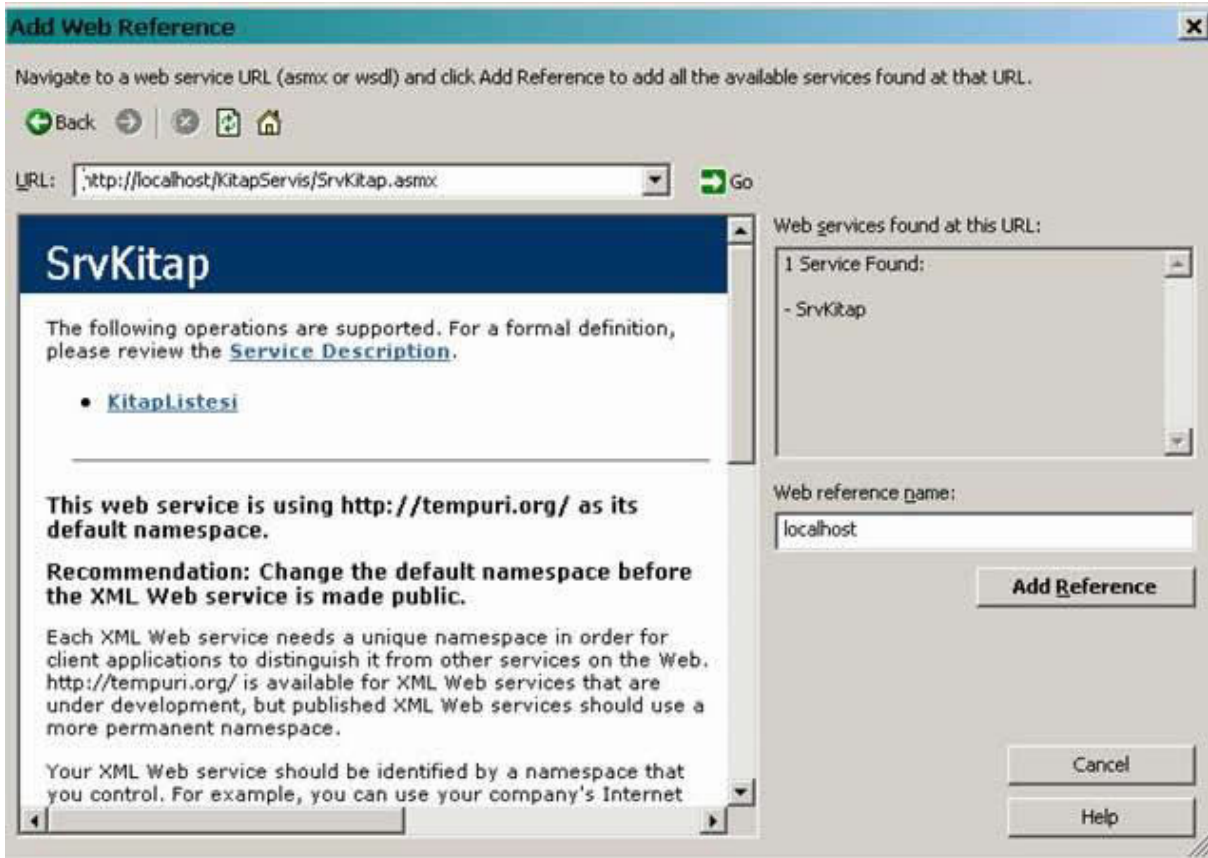 Add Web Reference
Navigate to a web service URL (asmx or wsdl) and click Add Reference to add all the available services found at that URL.
Back
URL: http://localhost/KitapServis/SrvKitap.asmx Go
SrvKitap
The following operations are supported. For a formal definition,
please review the Service Description.
• KitapListesi
This web service is using http://tempuri.org/ as its
default namespace.
Recommendation: Change the default namespace before
the XML Web service is made public.
Each XML Web service needs a unique namespace in order for
client applications to distinguish it from other services on the Web.
http://tempuri.org/ is available for XML Web services that are
under development, but published XML Web services should use a
more permanent namespace.
Your XML Web service should be identified by a namespace that
you control. For example, you can use your company's Internet
Web services found at this URL:
1 Service Found:
- SrvKitap
Web reference name:
localhost
Add Reference
Cancel
Help